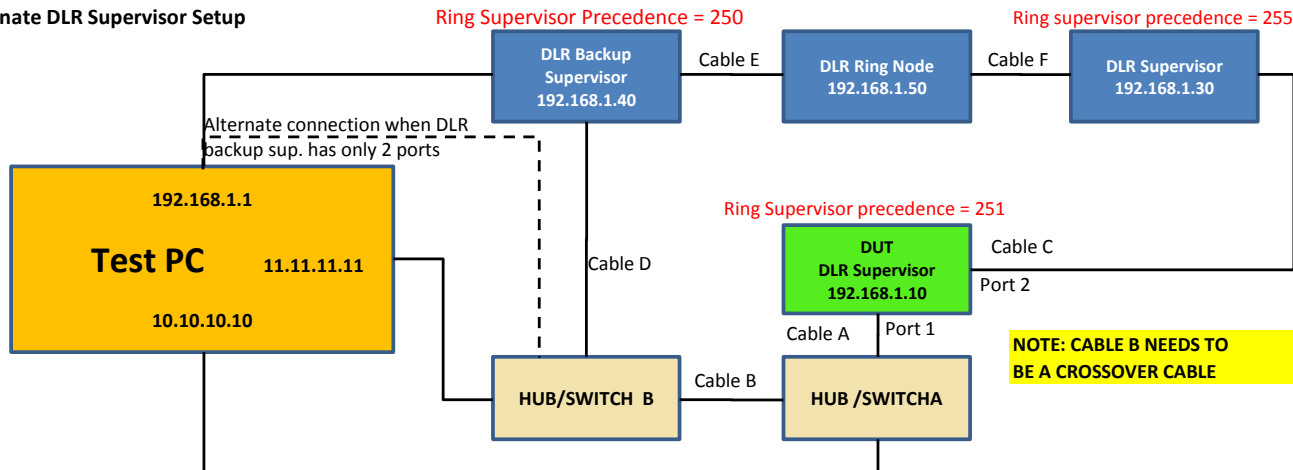 nate DLR Supervisor Setup
Ring Supervisor Precedence = 250
Ring supervisor precedence = 255
DLR Backup
Supervisor
192.168.1.40
Cable E
DLR Ring Node
192.168.1.50
Cable F
DLR Supervisor
192.168.1.30
Alternate connection when DLR
backup sup. has only 2 ports
192.168.1.1
Test PC
11.11.11.11
10.10.10.10
Cable D
Ring Supervisor precedence = 251
DUT
DLR Supervisor
192.168.1.10
Cable C
Port 2
Cable A
Port 1
NOTE: CABLE B NEEDS TO
BE A CROSSOVER CABLE
HUB/SWITCH B
Cable B
HUB /SWITCHA